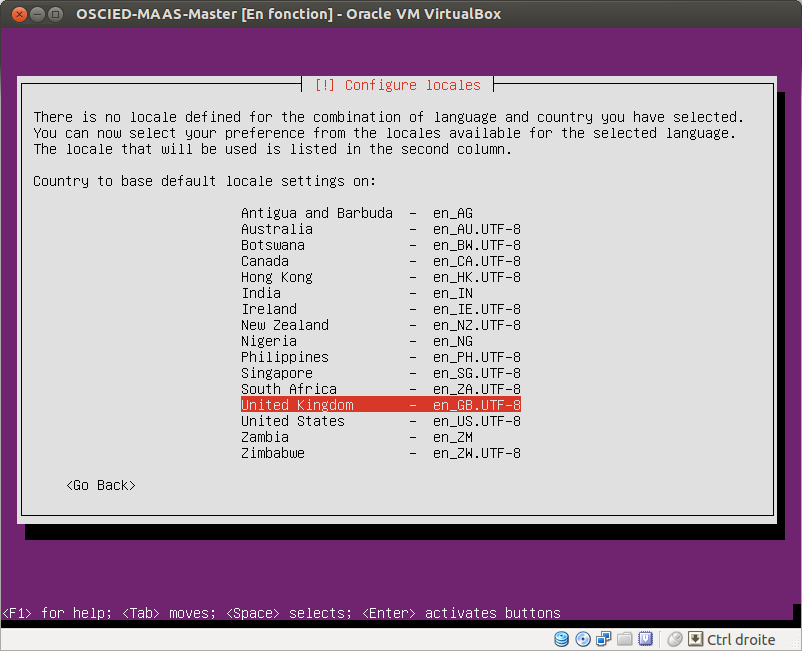 OSCIED-MAAS-Master [En fonction] - Oracle VM VirtualBox
[!] Configure locales
There is no locale defined for the combination of language and country you have selected.
You can now select your preference from the locales available for the selected language.
The locale that will be used is listed in the second column.
Country to base default locale settings on:
Antigua and Barbuda - en_AG
Australia - en_AU.UTF-8
Botswana - en_BW.UTF-8
Canada - en_CA.UTF-8
Hong Kong - en_HK.UTF-8
India - en_IN
Ireland - en_IE.UTF-8
New Zealand - en_NZ.UTF-8
Nigeria - en_NG
Philippines - en_PH.UTF-8
Singapore - en_SG.UTF-8
South Africa - en_ZA.UTF-8
United Kingdom - en_GB.UTF-8
United States - en_US.UTF-8
Zambia - en_ZM
Zimbabwe - en_ZW.UTF-8
<Go Back>
<F1> for help; <Tab> moves; <Space> selects; <Enter> activates buttons
Ctrl droite